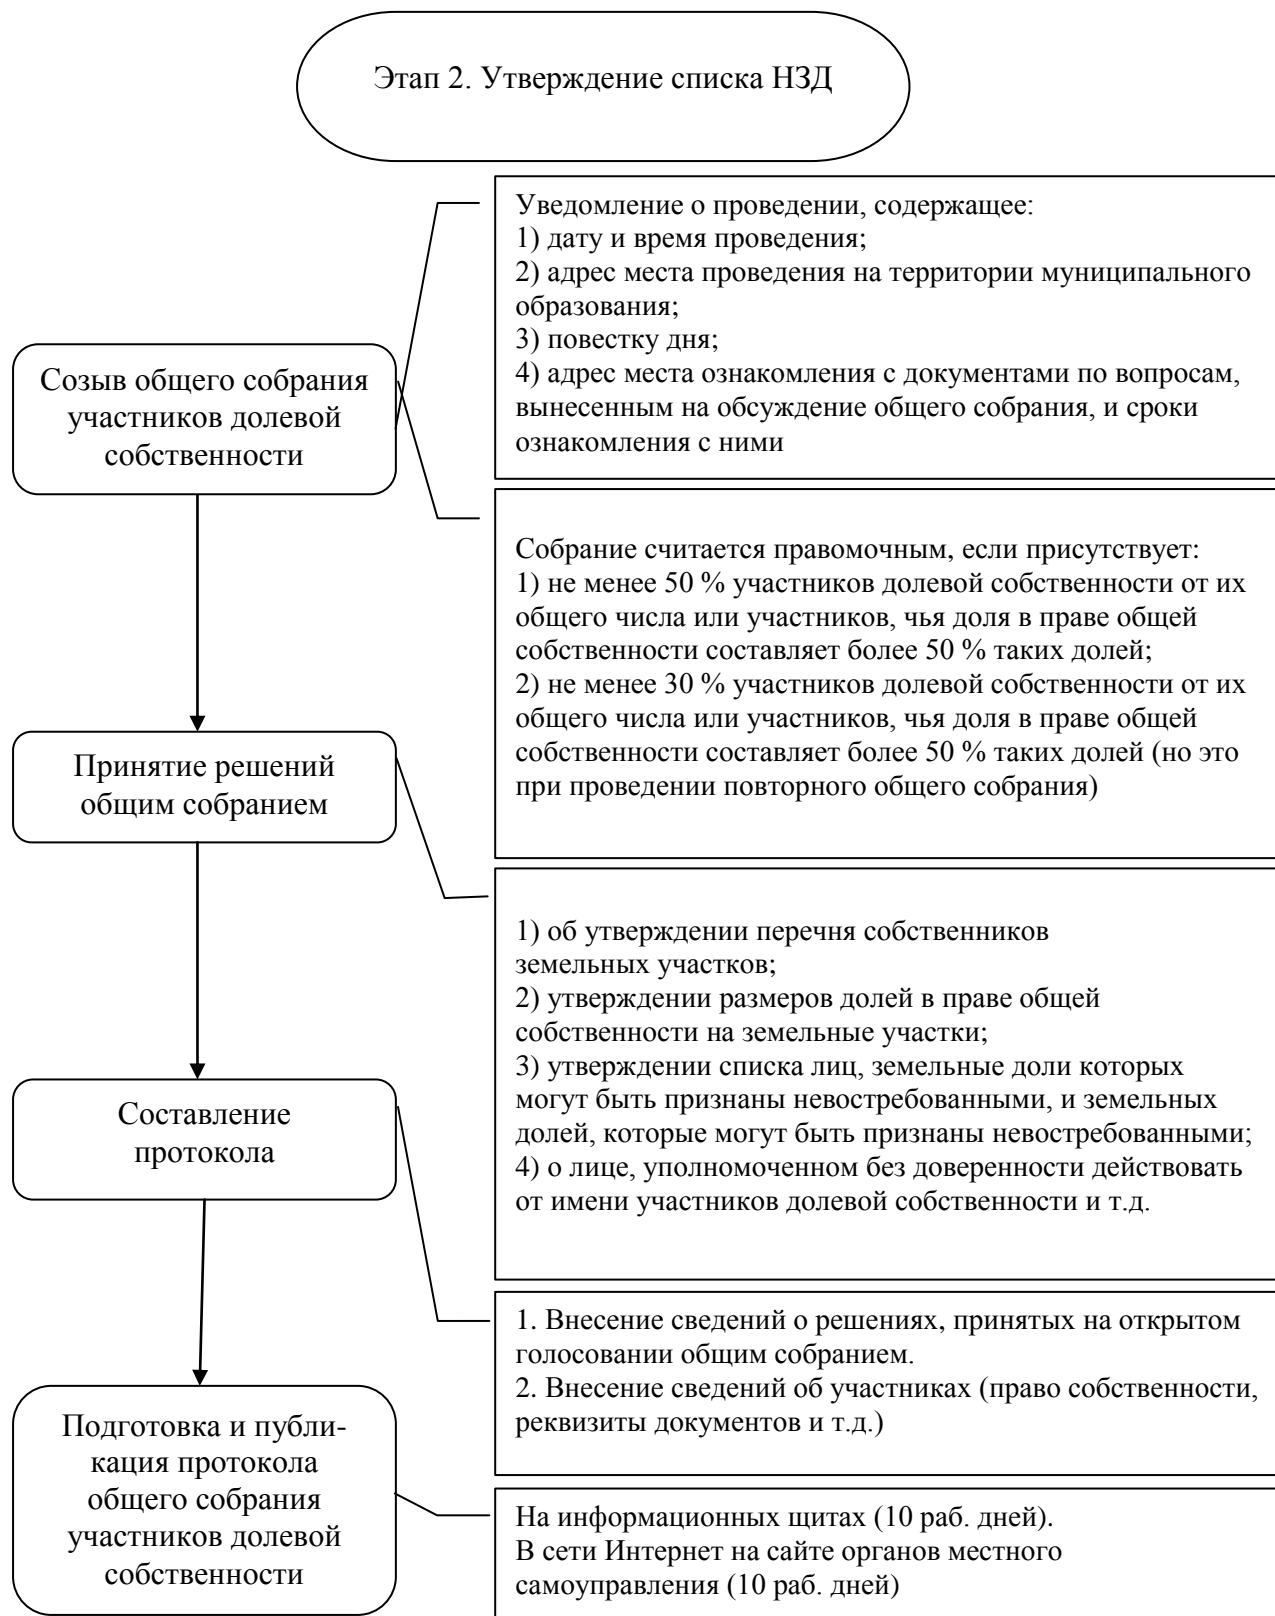 Этап 2. Утверждение списка НЗД
Уведомление о проведении, содержащее:
1) дату и время проведения;
2) адрес места проведения на территории муниципального
образования;
3) повестку дня;
4) адрес места ознакомления с документами по вопросам,
вынесенным на обсуждение общего собрания, и сроки
ознакомления с ними
Созыв общего собрания
участников долевой
собственности
Собрание считается правомочным, если присутствует:
1) не менее 50 % участников долевой собственности от их
общего числа или участников, чья доля в праве общей
собственности составляет более 50 % таких долей;
2) не менее 30 % участников долевой собственности от их
общего числа или участников, чья доля в праве общей
собственности составляет более 50 % таких долей (но это
при проведении повторного общего собрания)
Принятие решений
общим собранием
1) об утверждении перечня собственников
земельных участков;
2) утверждении размеров долей в праве общей
собственности на земельные участки;
3) утверждении списка лиц, земельные доли которых
могут быть признаны невостребованными, и земельных
долей, которые могут быть признаны невостребованными;
4) о лице, уполномоченном без доверенности действовать
от имени участников долевой собственности и т.д.
Составление
протокола
1. Внесение сведений о решениях, принятых на открытом
голосовании общим собранием.
2. Внесение сведений об участниках (право собственности,
реквизиты документов и т.д.)
Подготовка и публи-
кация протокола
общего собрания
участников долевой
собственности
На информационных щитах (10 раб. дней).
В сети Интернет на сайте органов местного
самоуправления (10 раб. дней)